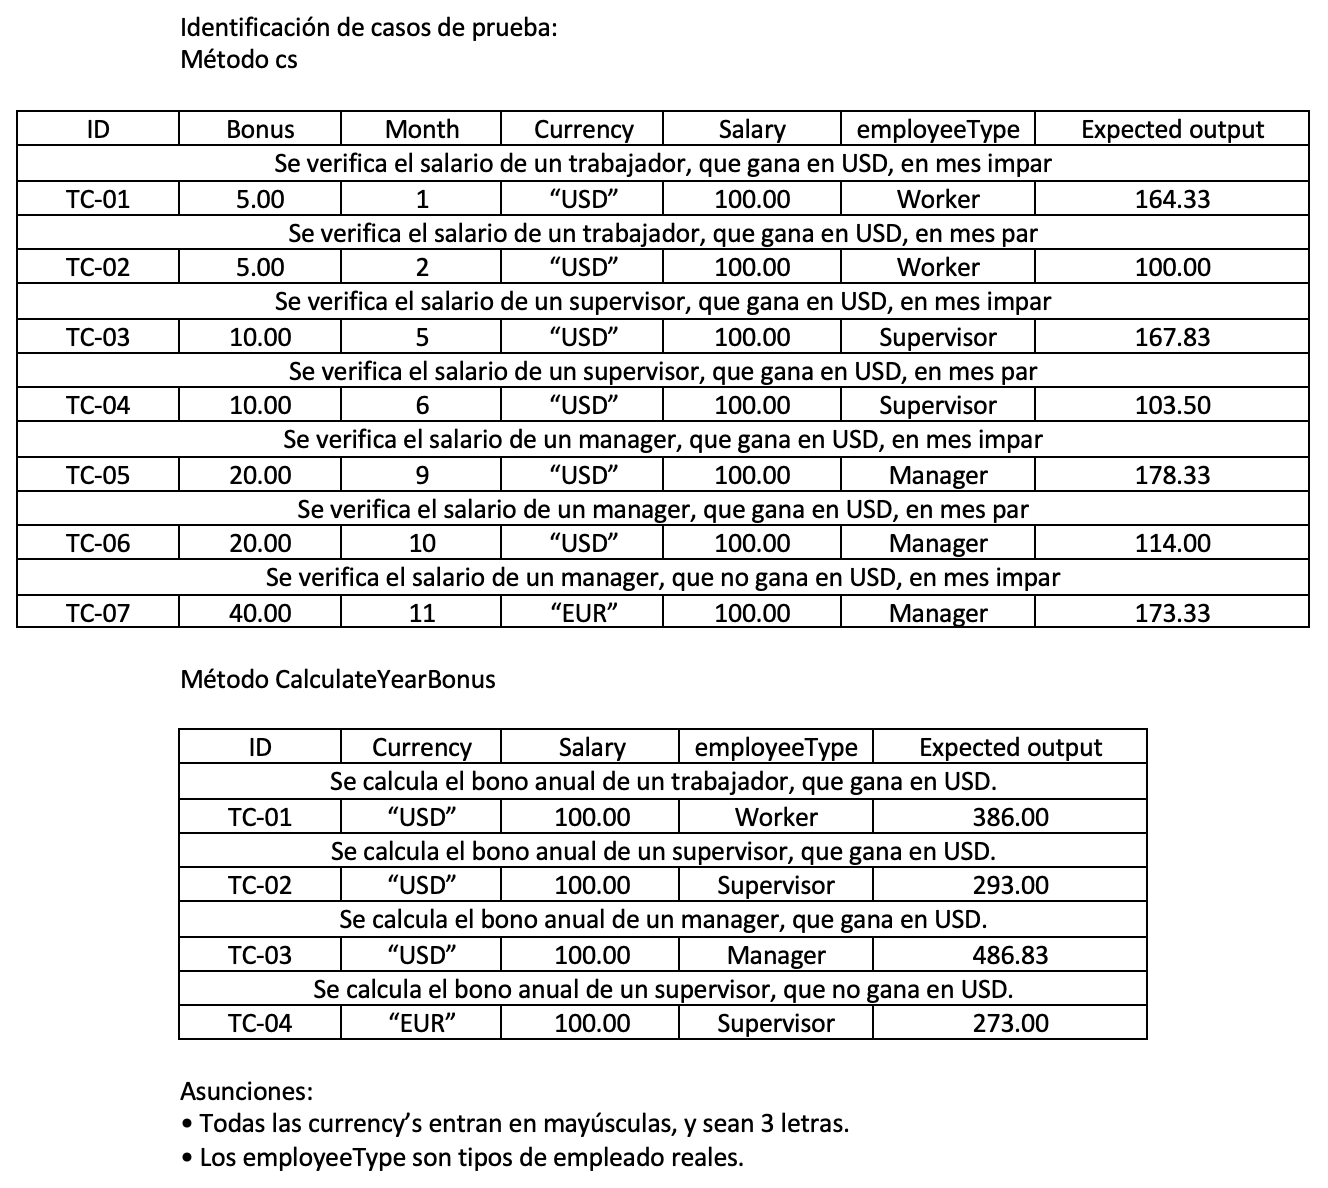 Identificación de casos de prueba:
Método cs
ID Bonus Month Currency Salary employeeType Expected output
Se verifica el salario de un trabajador, que gana en USD, en mes impar
TC-01 5.00 1 “USD” 100.00 Worker 164.33
Se verifica el salario de un trabajador, que gana en USD, en mes par
TC-02 5.00 2 “USD” 100.00 Worker 100.00
Se verifica el salario de un supervisor, que gana en USD, en mes impar
TC-03 10.00 5 “USD” 100.00 Supervisor 167.83
Se verifica el salario de un supervisor, que gana en USD, en mes par
TC-04 10.00 6 “USD” 100.00 Supervisor 103.50
Se verifica el salario de un manager, que gana en USD, en mes impar
TC-05 20.00 9 “USD” 100.00 Manager 178.33
Se verifica el salario de un manager, que gana en USD, en mes par
TC-06 20.00 10 “USD” 100.00 Manager 114.00
Se verifica el salario de un manager, que no gana en USD, en mes impar
TC-07 40.00 11 “EUR” 100.00 Manager 173.33
Método CalculateYearBonus
ID Currency Salary employeeType Expected output
Se calcula el bono anual de un trabajador, que gana en USD.
TC-01 “USD” 100.00 Worker 386.00
Se calcula el bono anual de un supervisor, que gana en USD.
TC-02 “USD” 100.00 Supervisor 293.00
Se calcula el bono anual de un manager, que gana en USD.
TC-03 “USD” 100.00 Manager 486.83
Se calcula el bono anual de un supervisor, que no gana en USD.
TC-04 “EUR” 100.00 Supervisor 273.00
Asunciones:
• Todas las currency’s entran en mayúsculas, y sean 3 letras.
• Los employeeType son tipos de empleado reales.